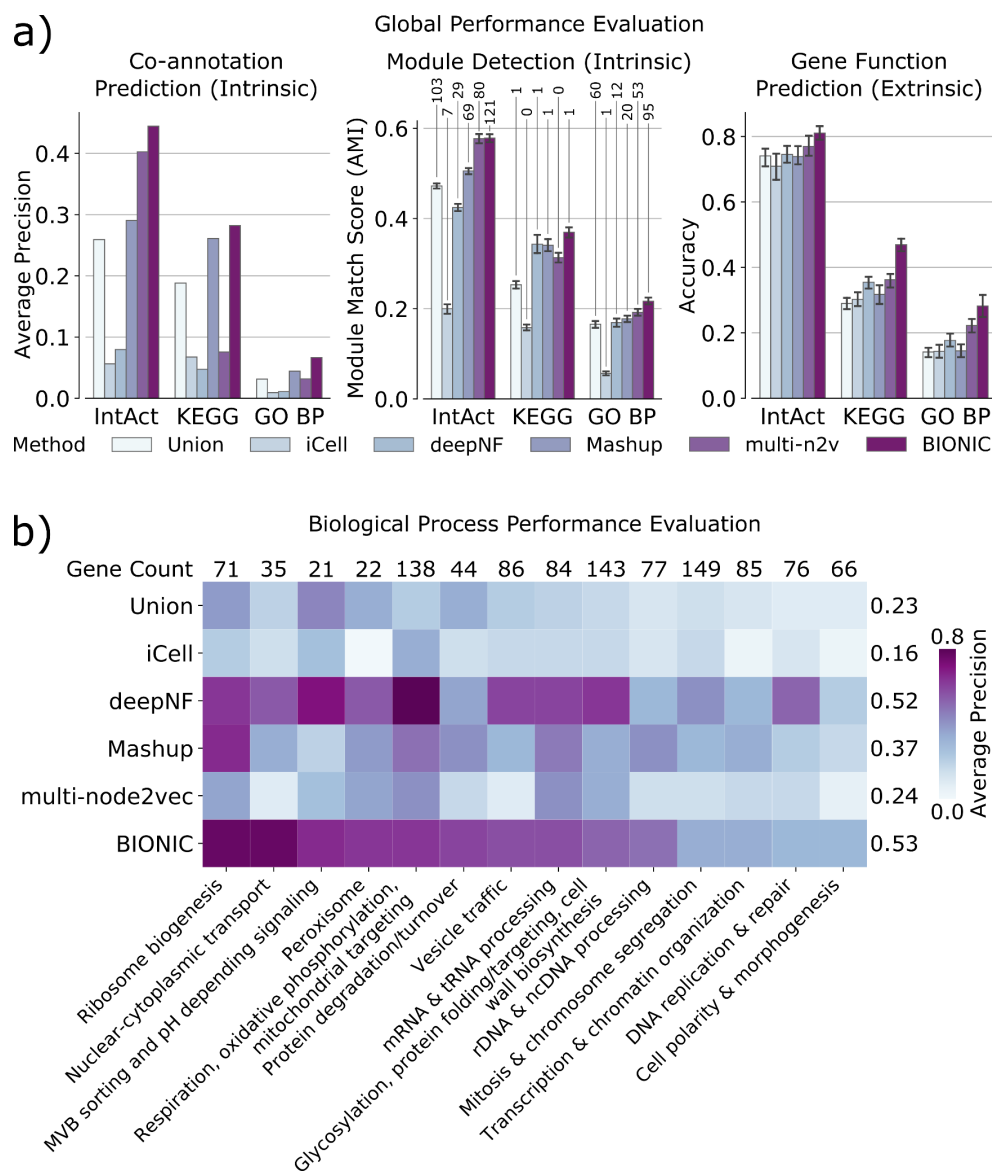 a)
Global Performance Evaluation
Co-annotation
Prediction (Intrinsic)
Module Detection (Intrinsic)
Gene Function
Prediction (Extrinsic)
Average Precision
0.4
0.3
0.2
0.1
0.0
IntAct KEGG GO BP
Module Match Score (AMI)
0.6
0.4
0.2
0.0
103 7 29 69 80 121
1 0 1 1 0 1
60 1 12 20 53 95
IntAct KEGG GO BP
Accuracy
0.8
0.6
0.4
0.2
0.0
IntAct KEGG GO BP
Method Union iCell deepNF Mashup multi-n2v BIONIC
b)
Biological Process Performance Evaluation
Gene Count 71 35 21 22 138 44 86 84 143 77 149 85 76 66
Union 0.23
iCell 0.16
deepNF 0.52
Mashup 0.37
multi-node2vec 0.24
BIONIC 0.53
0.8
0.0
Average Precision
Ribosome biogenesis
Nuclear-cytoplasmic transport
MVB sorting and pH depending signaling
Peroxisome
Respiration, oxidative phosphorylation,
mitochondrial targeting
Protein degradation/turnover
Vesicle traffic
mRNA & tRNA processing
Glycosylation, protein folding/targeting, cell
wall biosynthesis
rDNA & ncDNA processing
Mitosis & chromosome segregation
Transcription & chromatin organization
DNA replication & repair
Cell polarity & morphogenesis